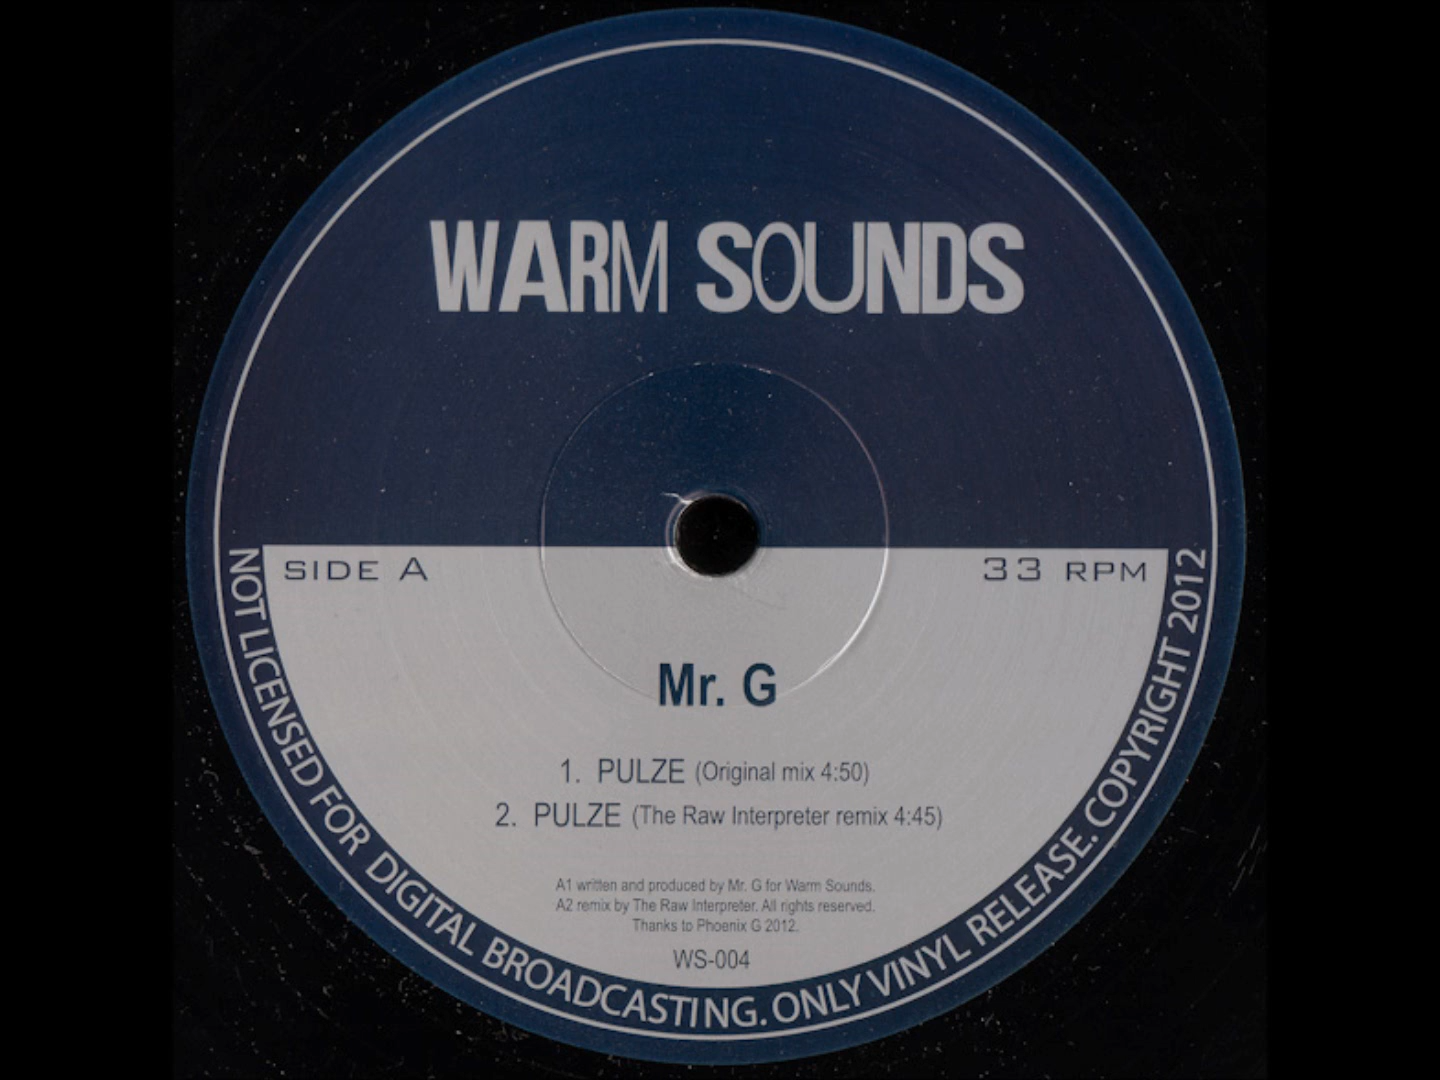 WARM SOUNDS
SIDE A
33 RPM
Mr. G
1. PULZE (Original mix 4:50)
2. PULZE (The Raw Interpreter remix 4:45)
A1 written and produced by Mr. G for Warm Sounds.
A2 remix by The Raw Interpreter. All rights reserved.
Thanks to Phoenix G 2012.
WS-004
NOT LICENSED FOR DIGITAL BROADCASTING. ONLY VINYL RELEASE. COPYRIGHT 2012